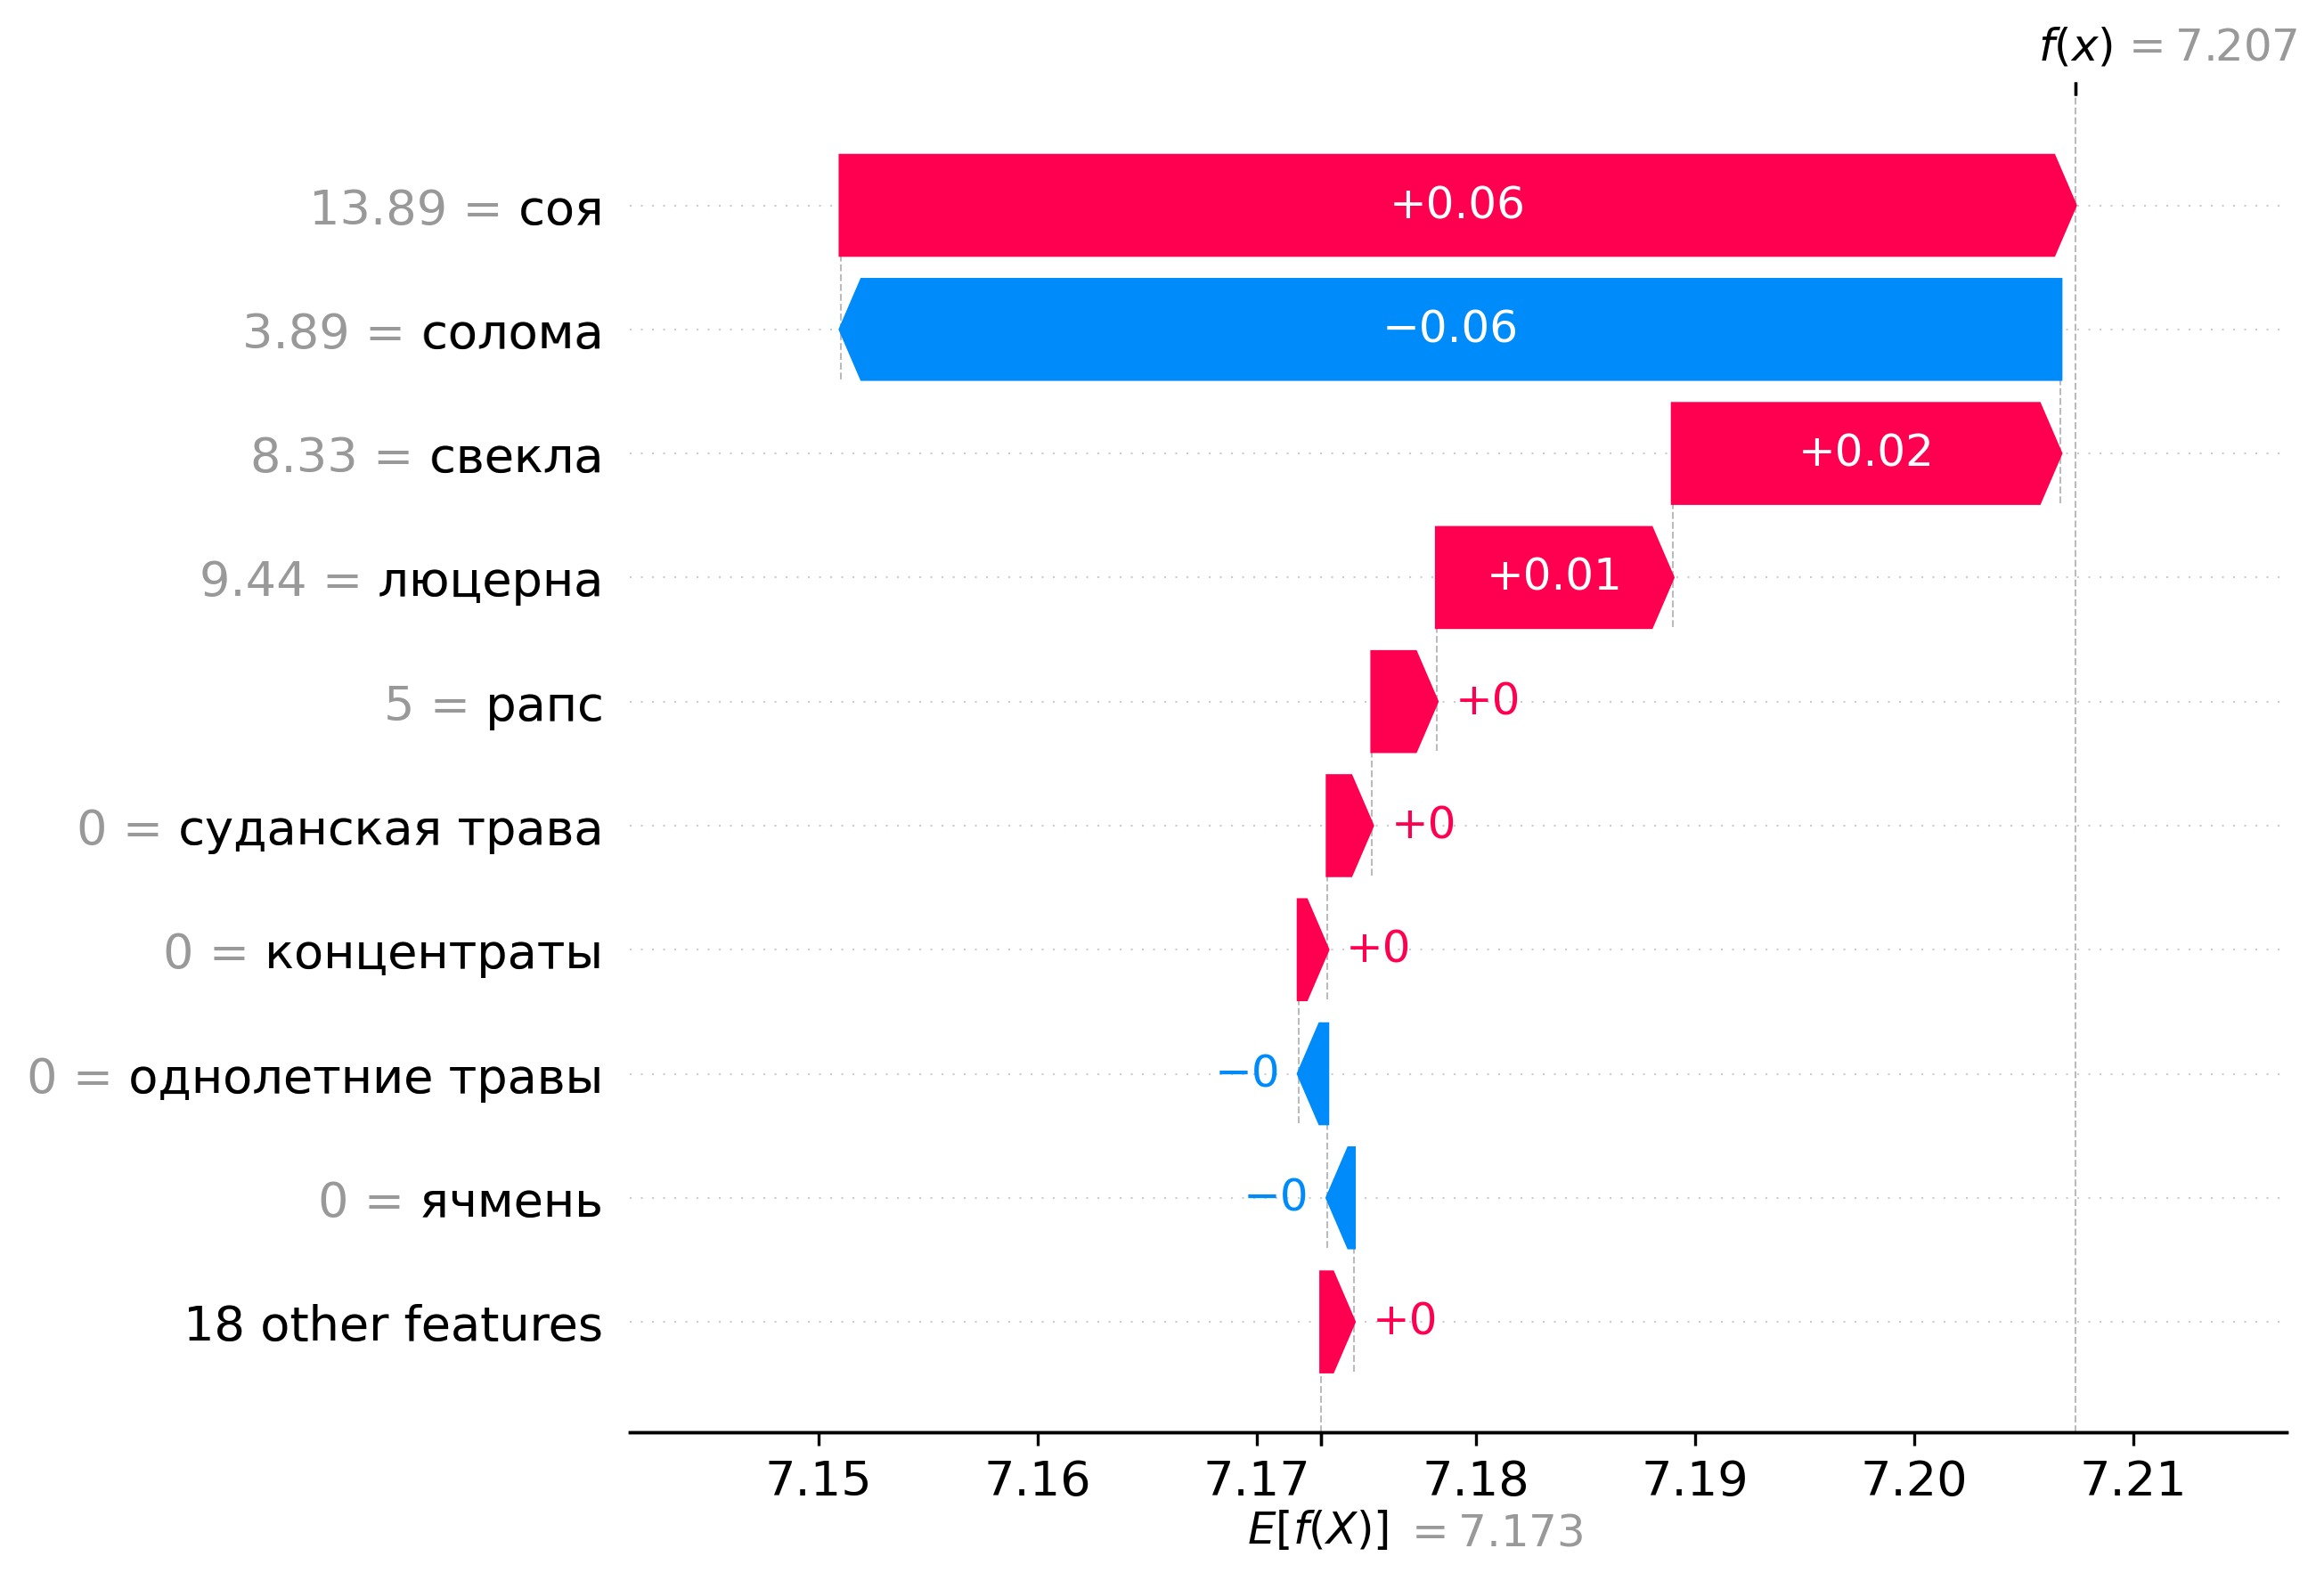 f(x) = 7.207
13.89 = соя
+0.06
3.89 = солома
−0.06
8.33 = свекла
+0.02
9.44 = люцерна
+0.01
5 = рапс
+0
0 = суданская трава
+0
0 = концентраты
+0
0 = однолетние травы
−0
0 = ячмень
−0
18 other features
+0
7.15 7.16 7.17 7.18 7.19 7.20 7.21
E[f(X)] = 7.173